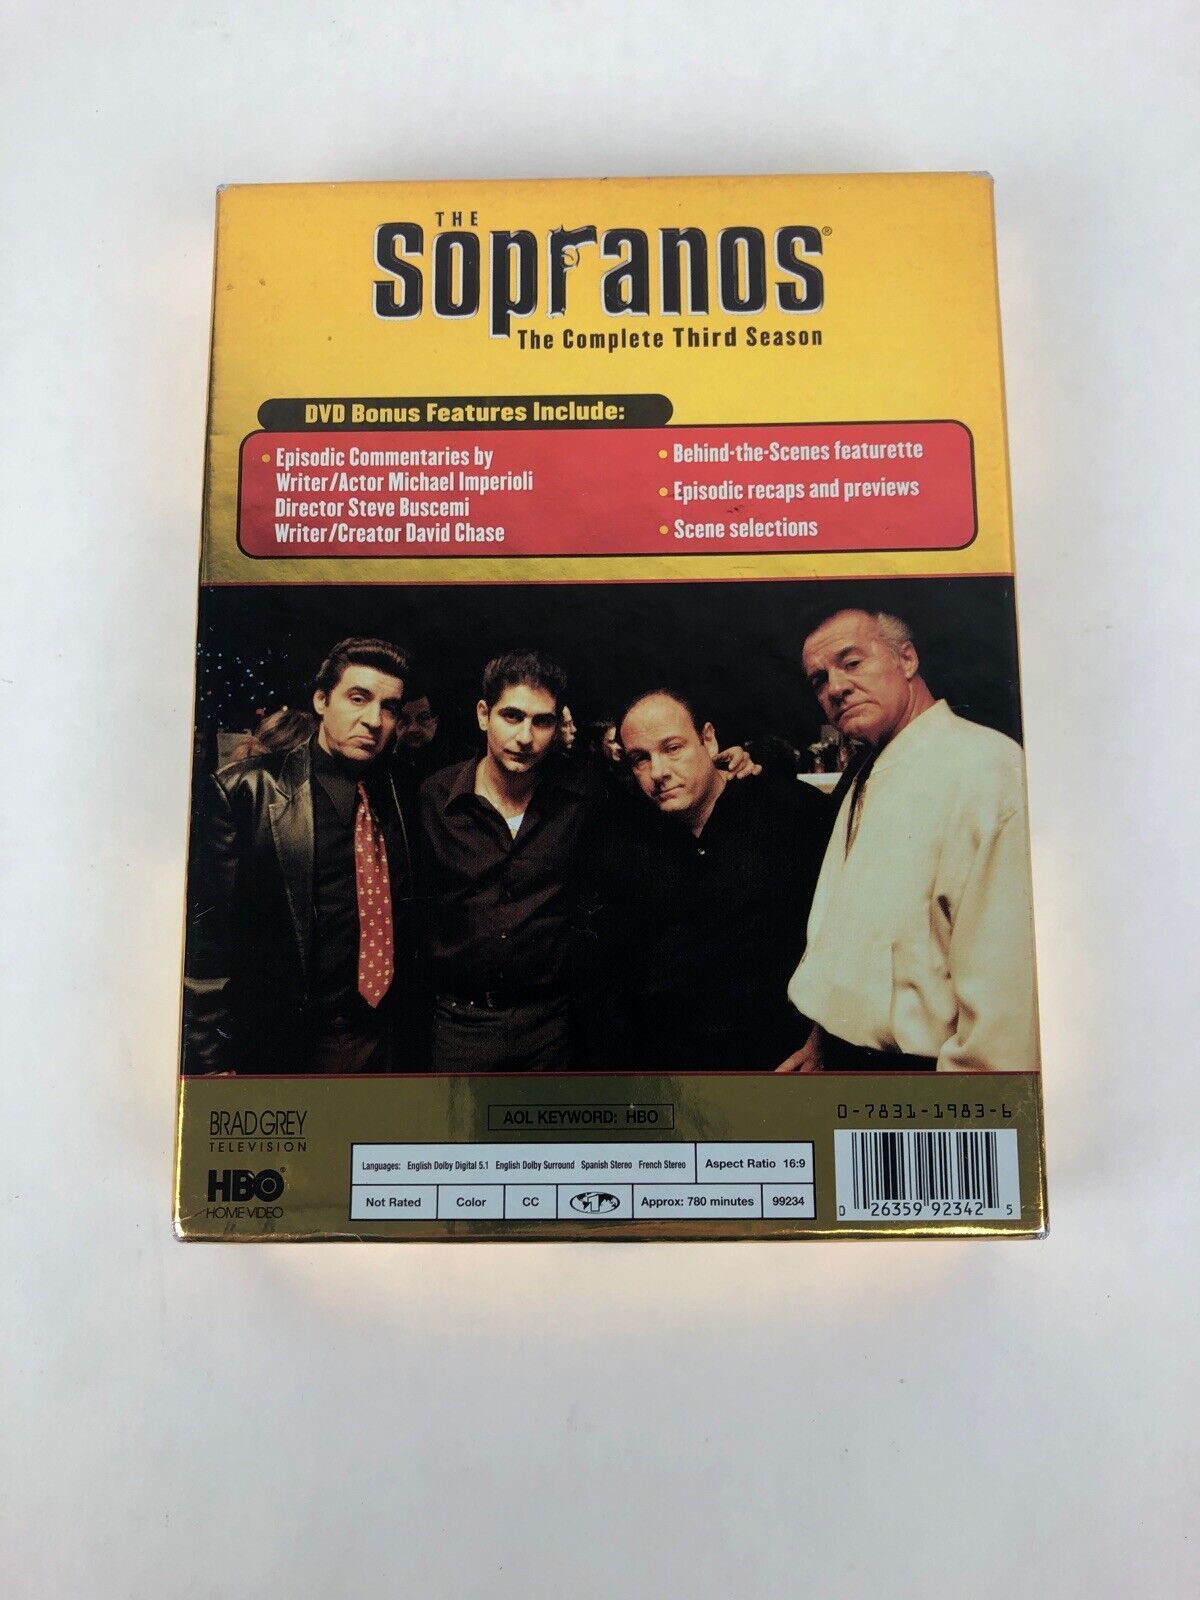 THE
Sopranos®
The Complete Third Season
DVD Bonus Features Include:
• Episodic Commentaries by
Writer/Actor Michael Imperioli
Director Steve Buscemi
Writer/Creator David Chase
• Behind-the-Scenes featurette
• Episodic recaps and previews
• Scene selections
BRAD GREY
TELEVISION
HBO®
HOME VIDEO
AOL KEYWORD: HBO
Languages: English Dolby Digital 5.1 English Dolby Surround Spanish Stereo French Stereo
Aspect Ratio 16:9
Not Rated
Color
CC
Approx: 780 minutes
99234
0-7831-1983-6
0 26359 92342 5